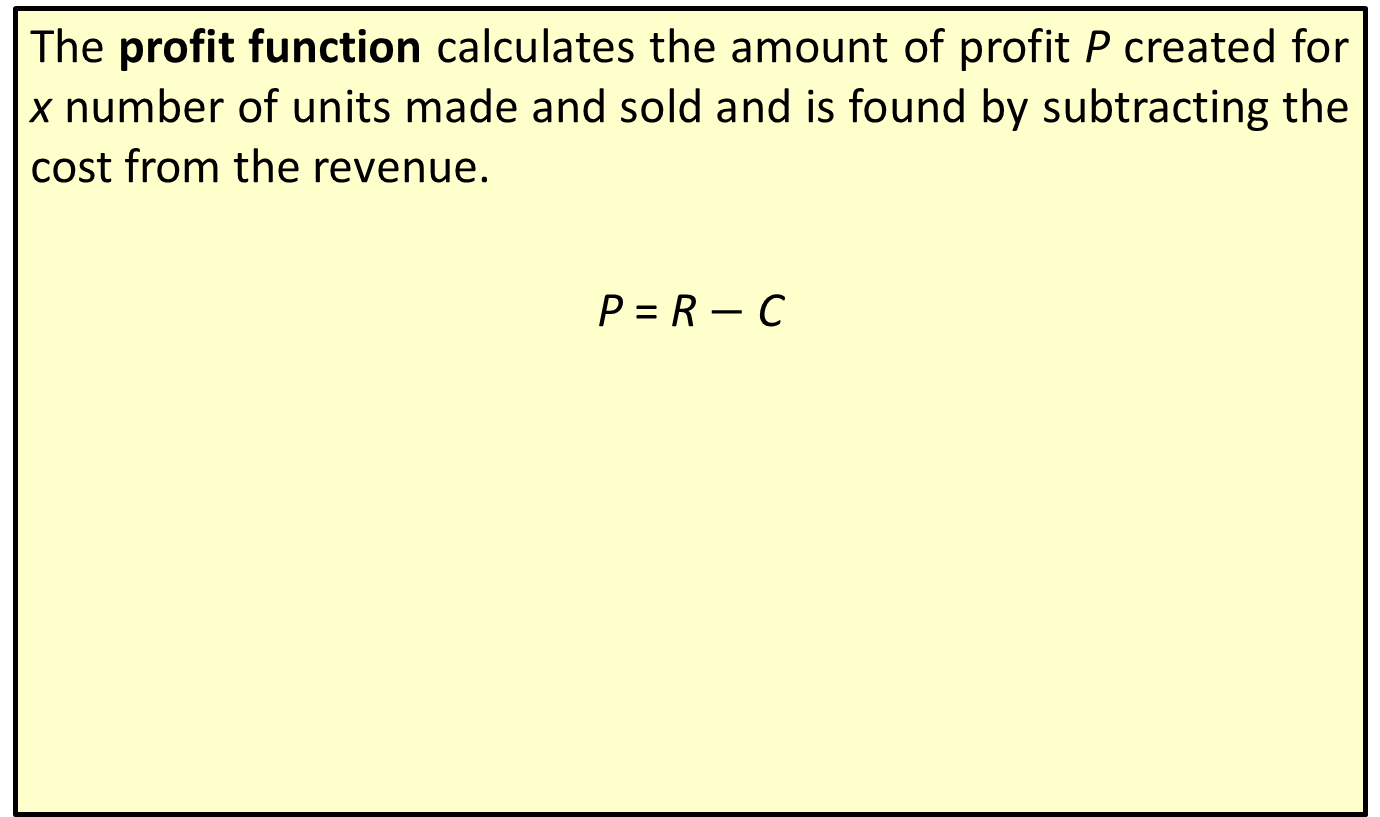 The profit function calculates the amount of profit P created for
x number of units made and sold and is found by subtracting the
cost from the revenue.
P = R – C